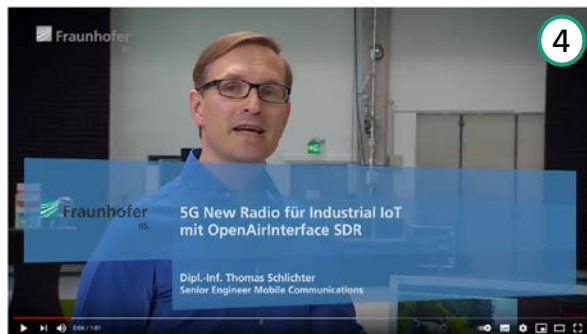 Fraunhofer
IIS
4
Fraunhofer
IIS
5G New Radio für Industrial IoT
mit OpenAirInterface SDR
Dipl.-Inf. Thomas Schlichter
Senior Engineer Mobile Communications